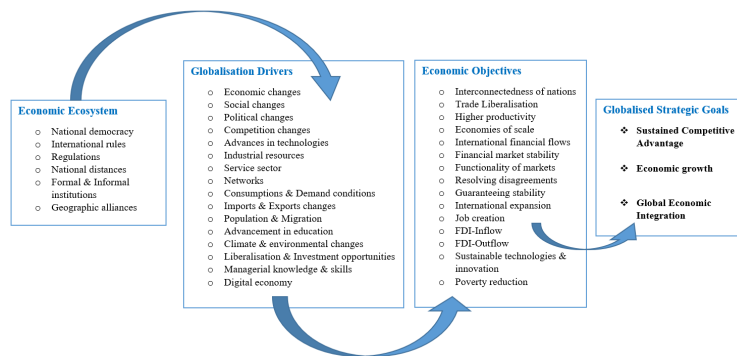 Economic Ecosystem
o National democracy
o International rules
o Regulations
o National distances
o Formal & Informal
institutions
o Geographic alliances
Globalisation Drivers
o Economic changes
o Social changes
o Political changes
o Competition changes
o Advances in technologies
o Industrial resources
o Service sector
o Networks
o Consumptions & Demand conditions
o Imports & Exports changes
o Population & Migration
o Advancement in education
o Climate & environmental changes
o Liberalisation & Investment opportunities
o Managerial knowledge & skills
o Digital economy
Economic Objectives
o Interconnectedness of nations
o Trade Liberalisation
o Higher productivity
o Economies of scale
o International financial flows
o Financial market stability
o Functionality of markets
o Resolving disagreements
o Guaranteeing stability
o International expansion
o Job creation
o FDI-Inflow
o FDI-Outflow
o Sustainable technologies &
innovation
o Poverty reduction
Globalised Strategic Goals
❖ Sustained Competitive
Advantage
❖ Economic growth
❖ Global Economic
Integration